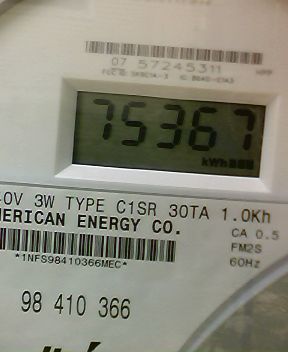 07 57245311
75367
kWh
0V 3W TYPE C1SR 30TA 1.0Kh
MERICAN ENERGY CO.
CA 0.5
FM2S
60Hz
*1NFS98410366MEC*
98 410 366